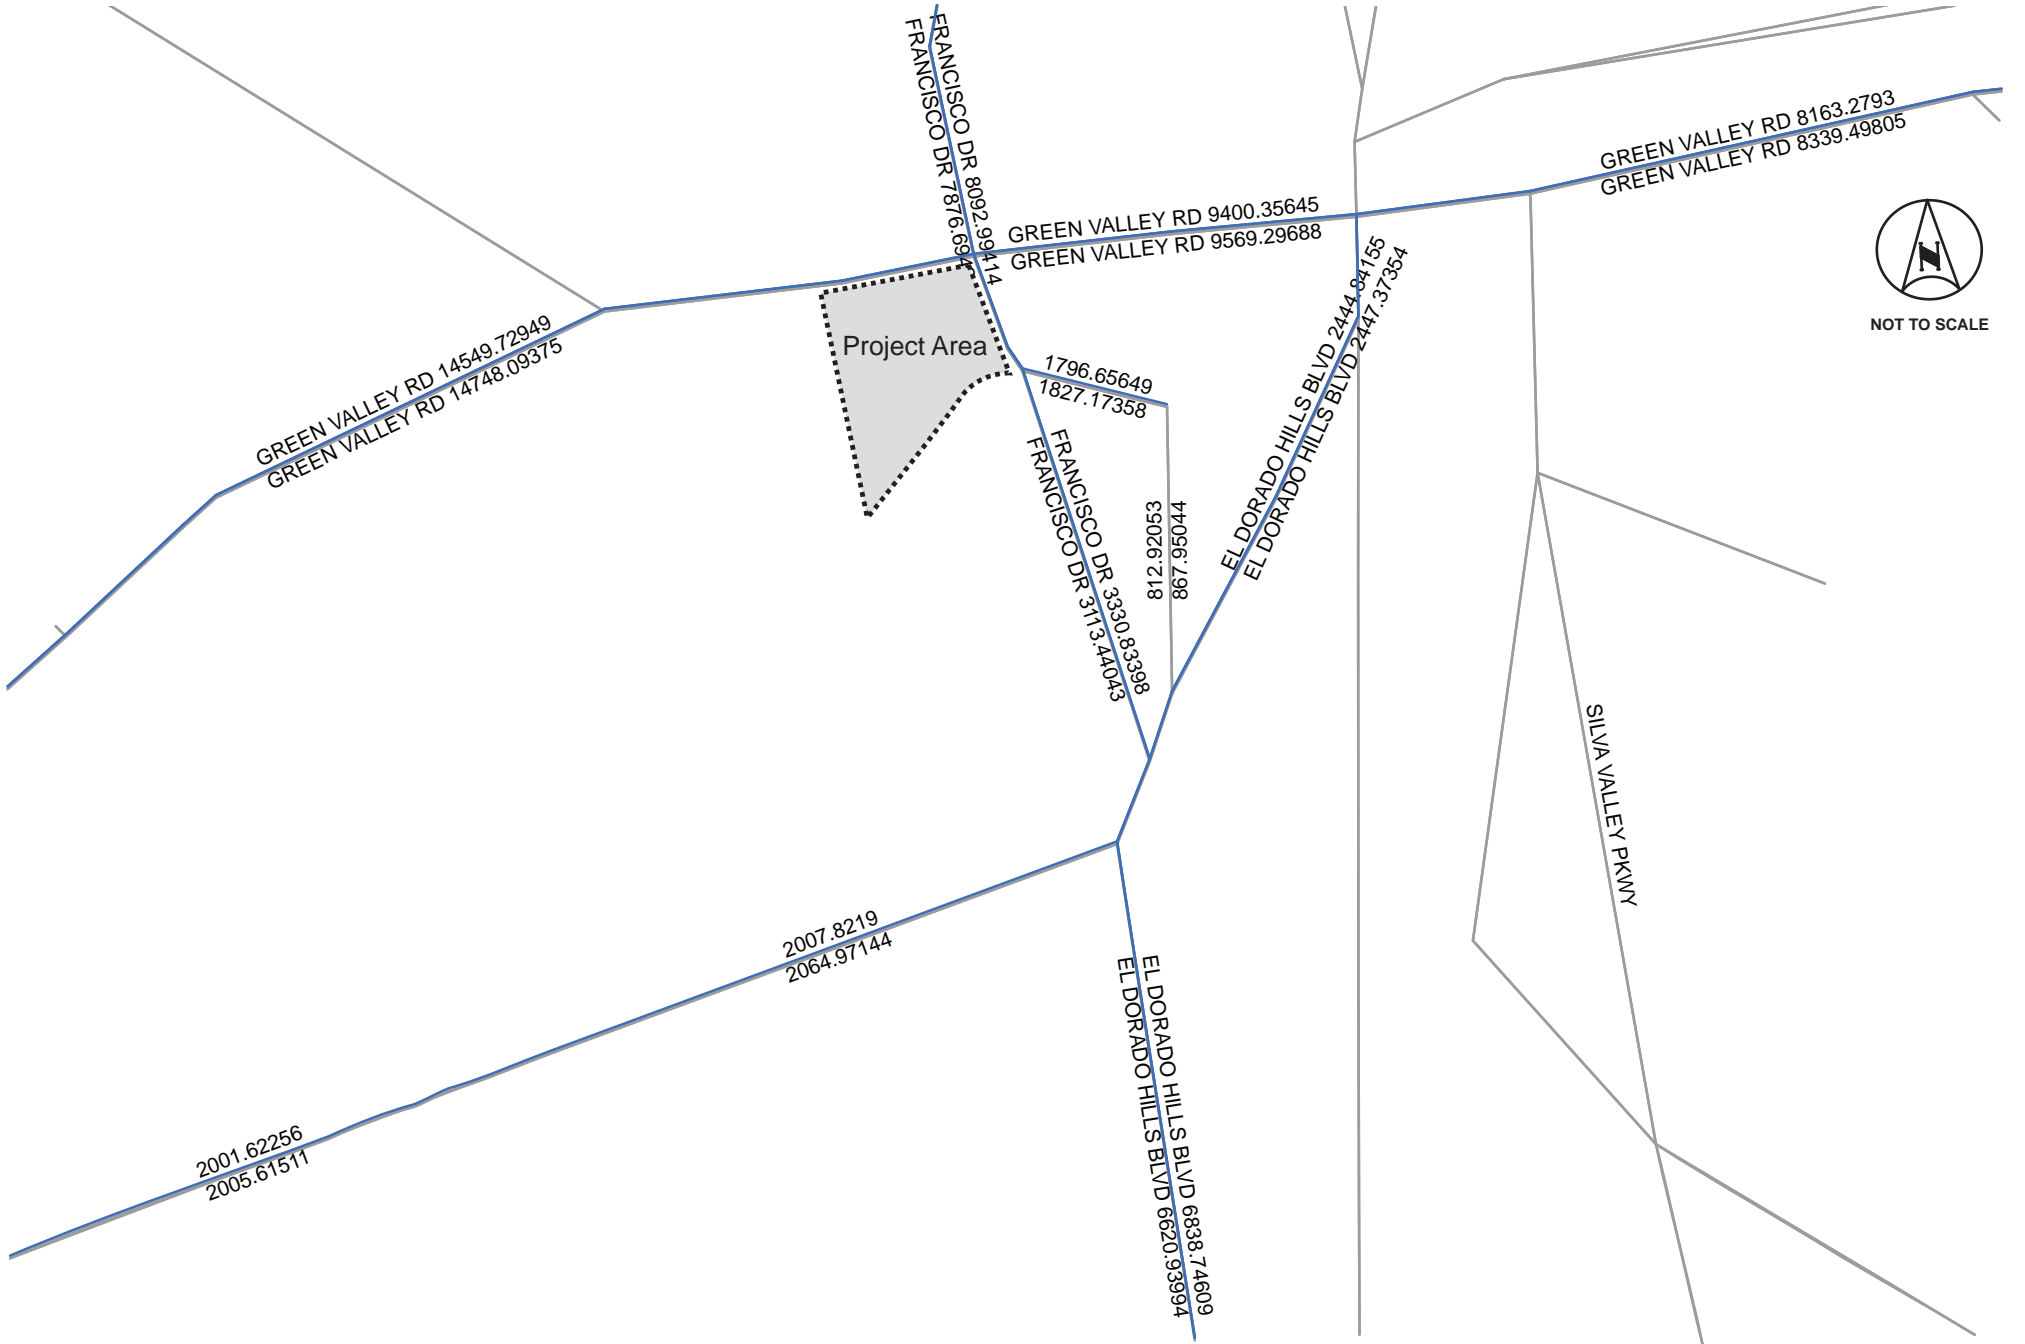 FRANCISCO DR 8092.99414
FRANCISCO DR 7876.694
GREEN VALLEY RD 8163.2793
GREEN VALLEY RD 8339.49805
GREEN VALLEY RD 9400.35645
GREEN VALLEY RD 9569.29688
N
NOT TO SCALE
GREEN VALLEY RD 14549.72949
GREEN VALLEY RD 14748.09375
Project Area
1796.65649
1827.17358
EL DORADO HILLS BLVD 2444.84155
EL DORADO HILLS BLVD 2447.37354
FRANCISCO DR 3330.83398
FRANCISCO DR 3113.44043
812.92053
867.95044
SILVA VALLEY PKWY
2007.8219
2064.97144
EL DORADO HILLS BLVD 6838.74609
EL DORADO HILLS BLVD 6620.93994
2001.62256
2005.61511